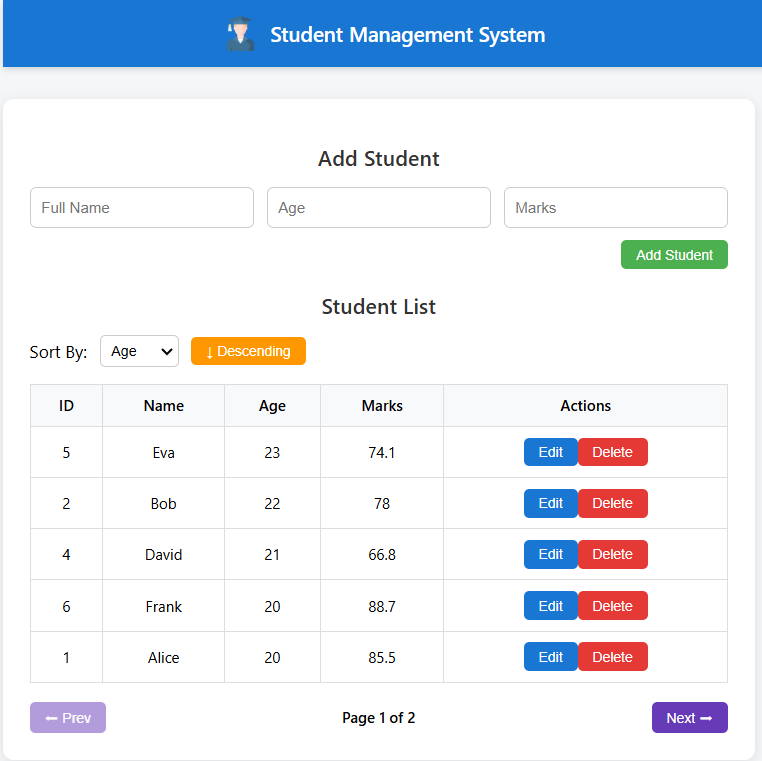 Student Management System
Add Student
Full Name Age Marks
Add Student
Student List
Sort By: Age ↓ Descending
ID Name Age Marks Actions
5 Eva 23 74.1 Edit Delete
2 Bob 22 78 Edit Delete
4 David 21 66.8 Edit Delete
6 Frank 20 88.7 Edit Delete
1 Alice 20 85.5 Edit Delete
⬅ Prev Page 1 of 2 Next ➡